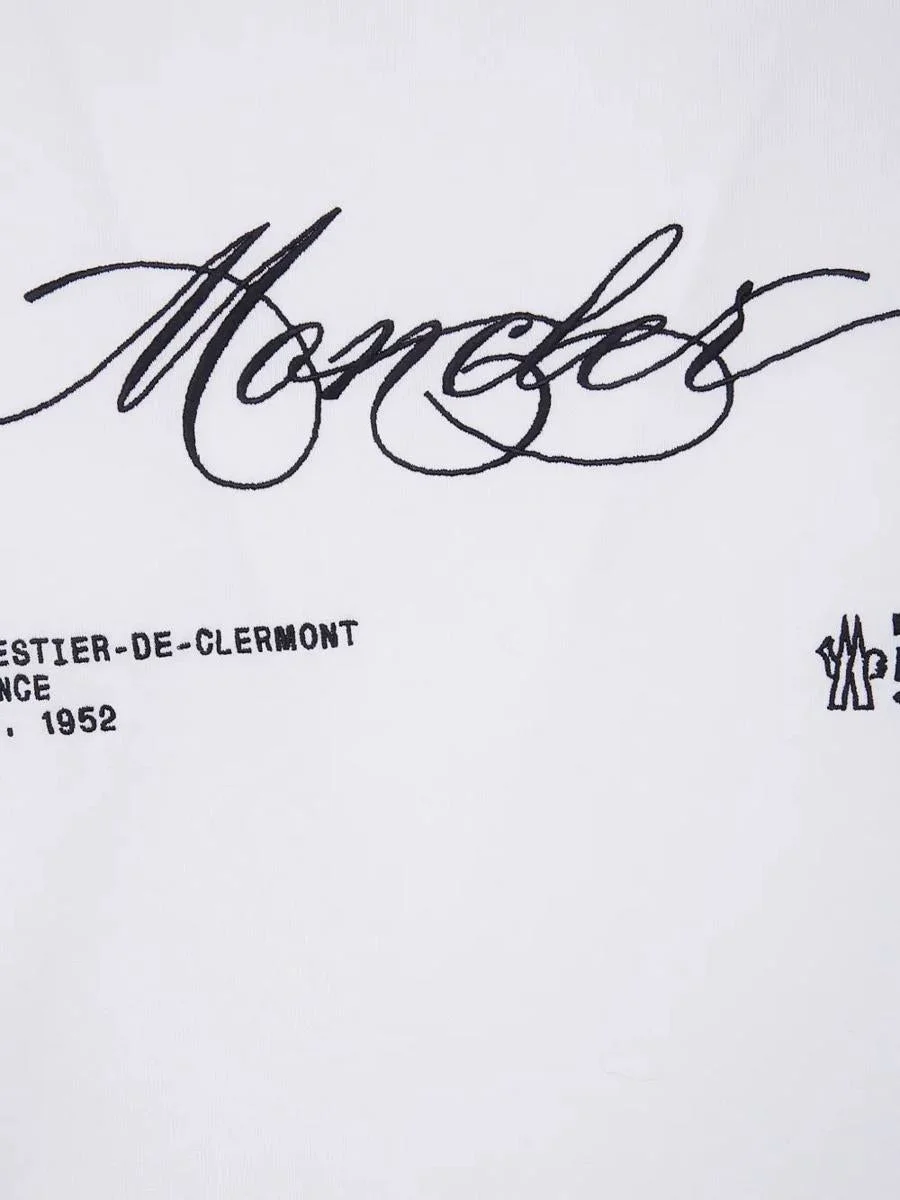 Moncler
ESTIER-DE-CLERMONT
NCE
. 1952